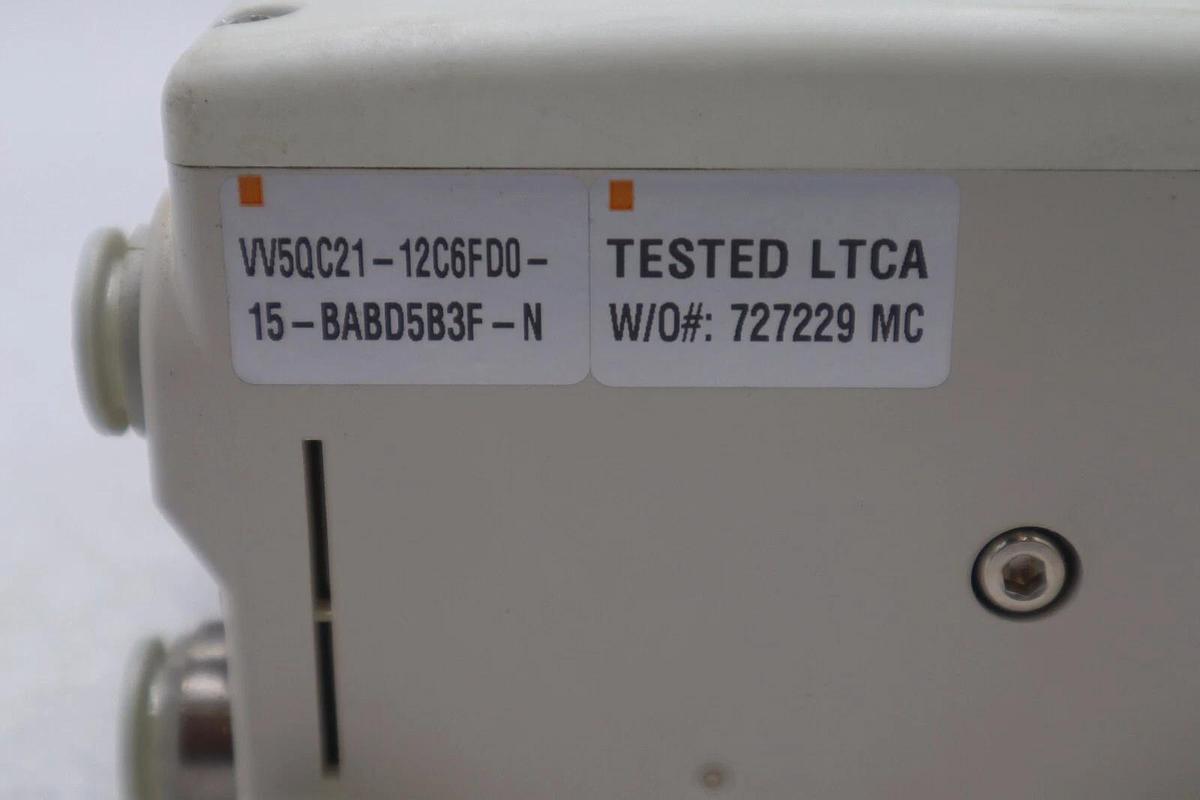 VV5QC21-12C6FD0-
15-BABD5B3F-N
TESTED LTCA
W/O#: 727229 MC